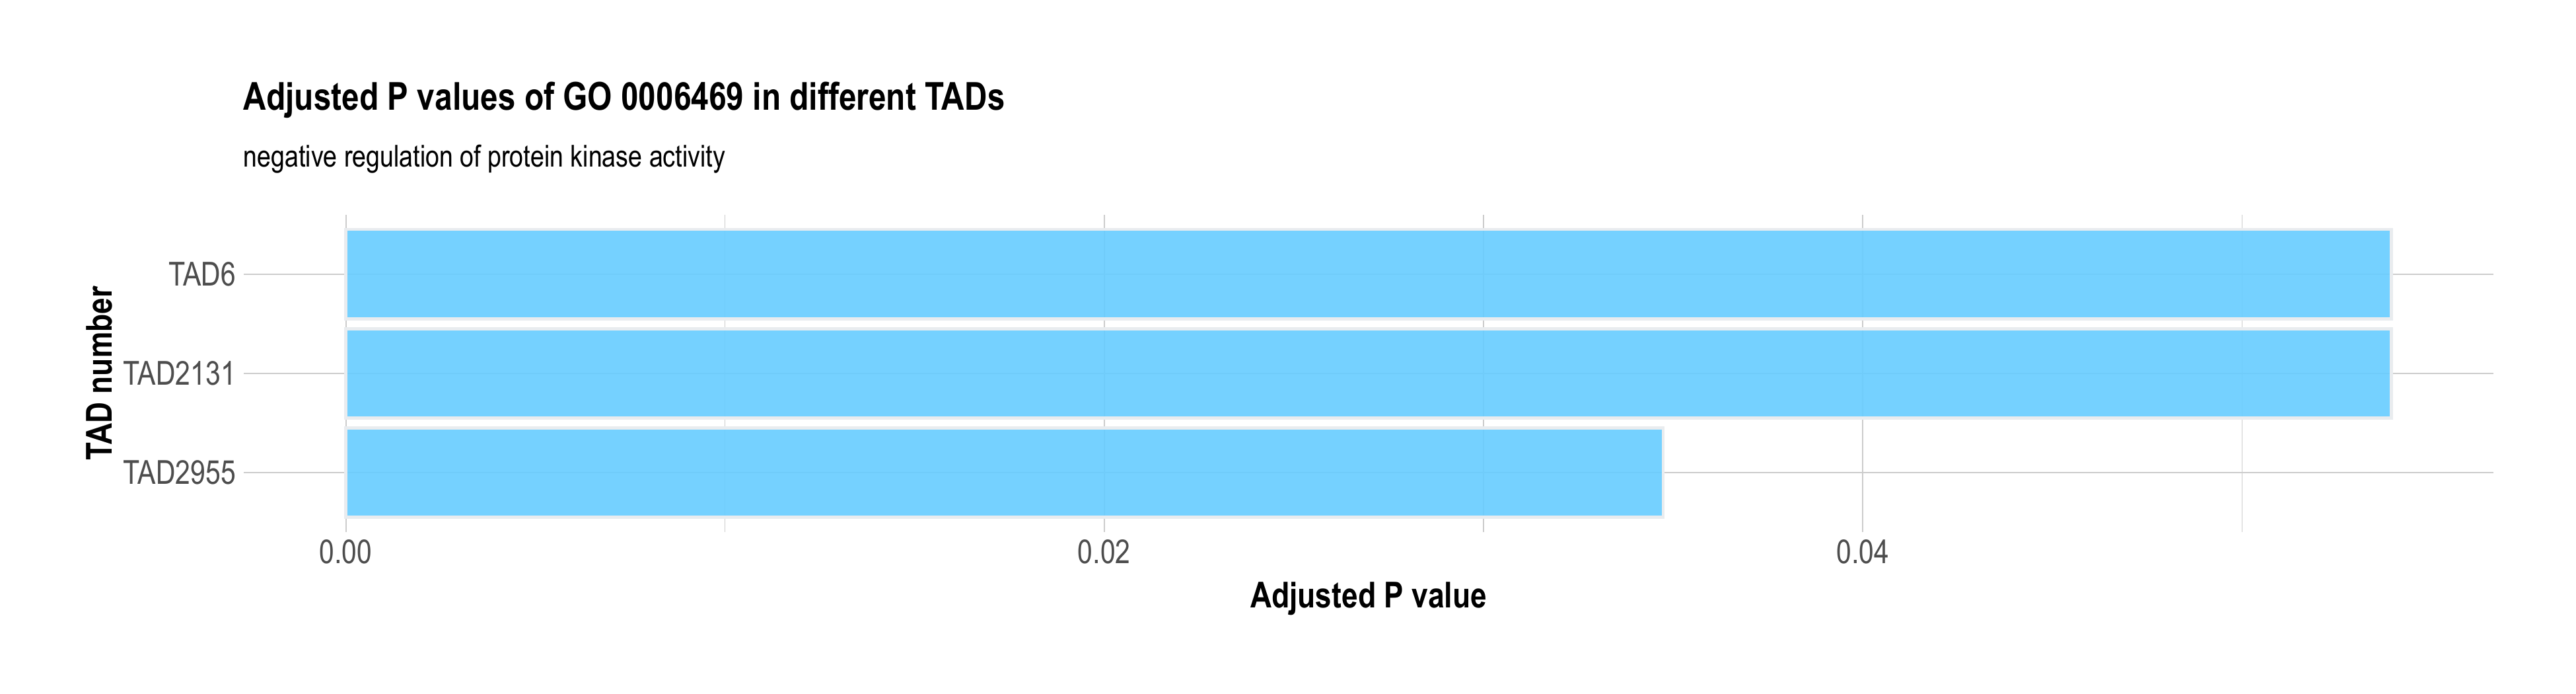 Adjusted P values of GO 0006469 in different TADs
negative regulation of protein kinase activity
TAD number
TAD6
TAD2131
TAD2955
0.00 0.02 0.04
Adjusted P value